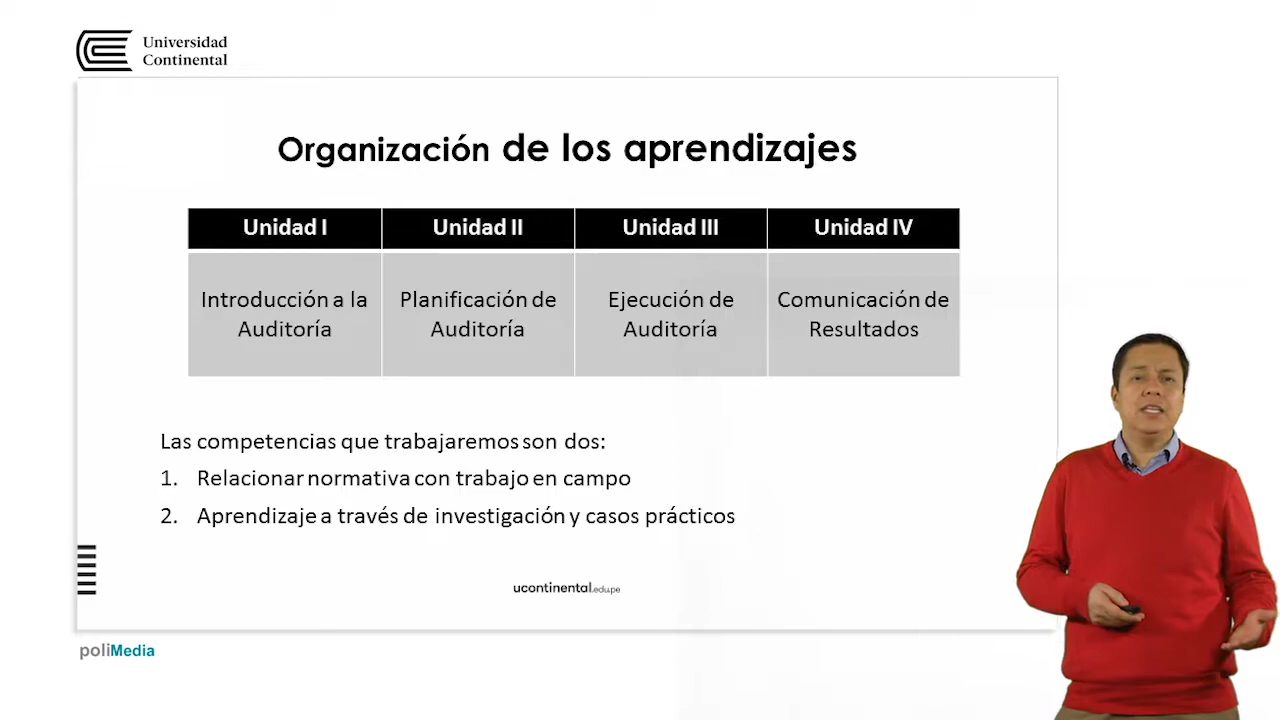 Universidad
Continental
Organización de los aprendizajes
Unidad I
Unidad II
Unidad III
Unidad IV
Introducción a la
Auditoría
Planificación de
Auditoría
Ejecución de
Auditoría
Comunicación de
Resultados
Las competencias que trabajaremos son dos:
1. Relacionar normativa con trabajo en campo
2. Aprendizaje a través de investigación y casos prácticos
ucontinental.edu.pe
poliMedia